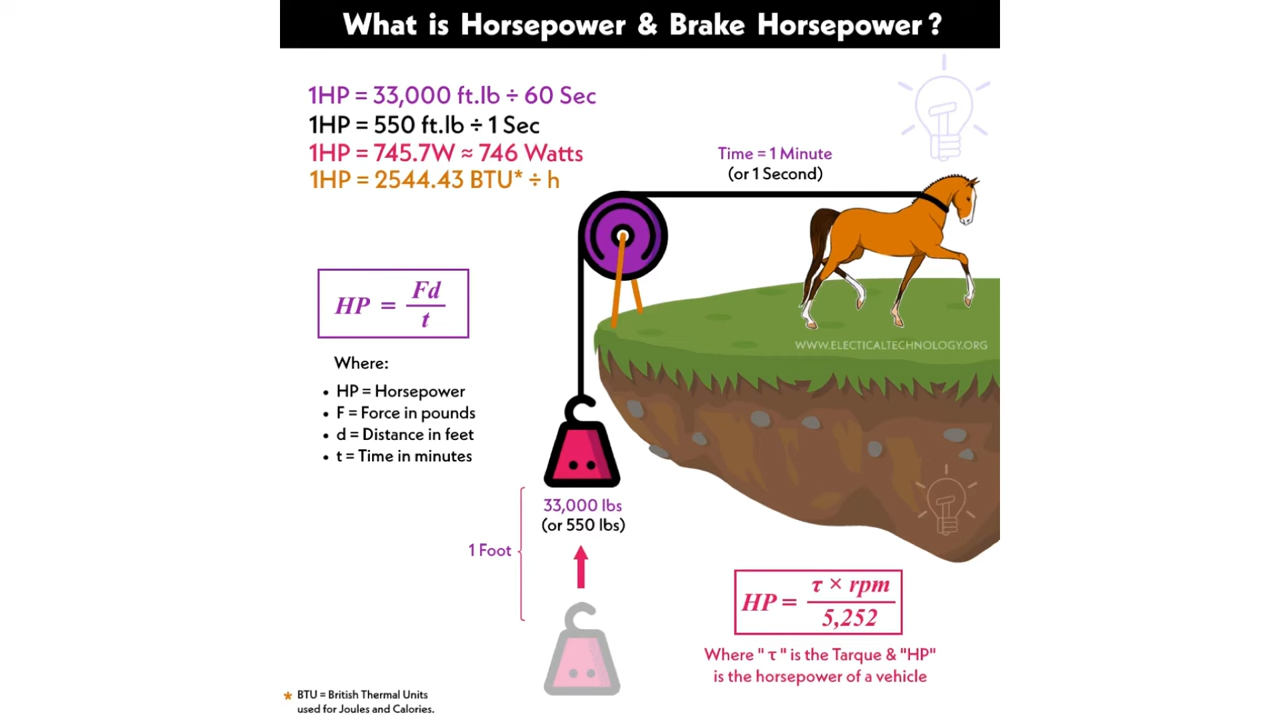 What is Horsepower & Brake Horsepower ?
1HP = 33,000 ft.lb ÷ 60 Sec
1HP = 550 ft.lb ÷ 1 Sec
1HP = 745.7W ≈ 746 Watts
1HP = 2544.43 BTU* ÷ h
Time = 1 Minute
(or 1 Second)
HP = Fd / t
Where:
• HP = Horsepower
• F = Force in pounds
• d = Distance in feet
• t = Time in minutes
WWW.ELECTICALTECHNOLOGY.ORG
33,000 lbs
(or 550 lbs)
1 Foot
HP = τ × rpm / 5,252
Where " τ " is the Tarque & "HP"
is the horsepower of a vehicle
* BTU = British Thermal Units
used for Joules and Calories.